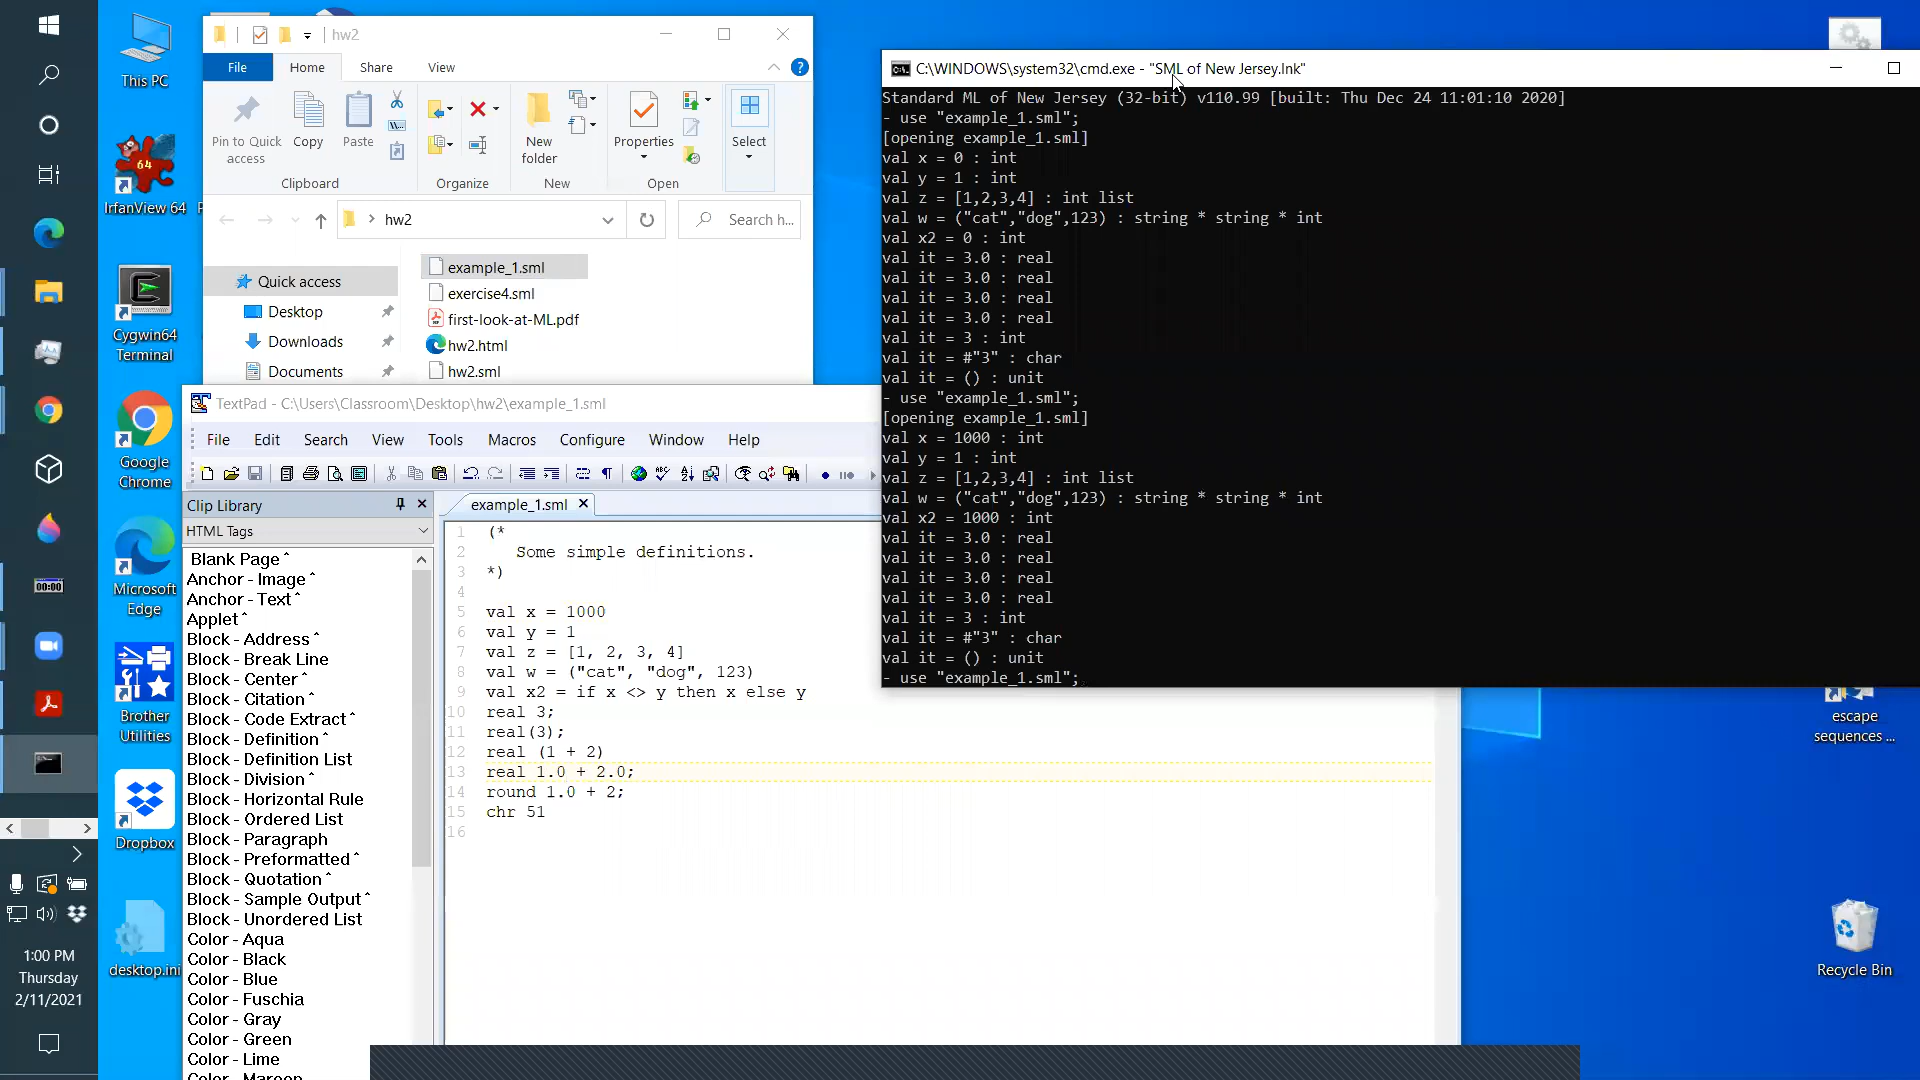 This PC
IrfanView 64
Cygwin64
Terminal
Google
Chrome
Microsoft
Edge
Brother
Utilities
Dropbox
desktop.ini
00:00
1:00 PM
Thursday
2/11/2021
hw2
File
Home
Share
View
Pin to Quick
access
Copy
Paste
Clipboard
Organize
New
folder
New
Properties
Open
Select
hw2
Search h...
Quick access
Desktop
Downloads
Documents
example_1.sml
exercise4.sml
first-look-at-ML.pdf
hw2.html
hw2.sml
TextPad - C:\Users\Classroom\Desktop\hw2\example_1.sml
File Edit Search View Tools Macros Configure Window Help
Clip Library
HTML Tags
Blank Page ^
Anchor - Image ^
Anchor - Text ^
Applet ^
Block - Address ^
Block - Break Line
Block - Center ^
Block - Citation ^
Block - Code Extract ^
Block - Definition ^
Block - Definition List
Block - Division ^
Block - Horizontal Rule
Block - Ordered List
Block - Paragraph
Block - Preformatted ^
Block - Quotation ^
Block - Sample Output ^
Block - Unordered List
Color - Aqua
Color - Black
Color - Blue
Color - Fuschia
Color - Gray
Color - Green
Color - Lime
Color - Maroon
example_1.sml
1 (*
2 Some simple definitions.
3 *)
4
5 val x = 1000
6 val y = 1
7 val z = [1, 2, 3, 4]
8 val w = ("cat", "dog", 123)
9 val x2 = if x <> y then x else y
10 real 3;
11 real(3);
12 real (1 + 2)
13 real 1.0 + 2.0;
14 round 1.0 + 2;
15 chr 51
16
C:\WINDOWS\system32\cmd.exe - "SML of New Jersey.lnk"
Standard ML of New Jersey (32-bit) v110.99 [built: Thu Dec 24 11:01:10 2020]
- use "example_1.sml";
[opening example_1.sml]
val x = 0 : int
val y = 1 : int
val z = [1,2,3,4] : int list
val w = ("cat","dog",123) : string * string * int
val x2 = 0 : int
val it = 3.0 : real
val it = 3.0 : real
val it = 3.0 : real
val it = 3.0 : real
val it = 3 : int
val it = #"3" : char
val it = () : unit
- use "example_1.sml";
[opening example_1.sml]
val x = 1000 : int
val y = 1 : int
val z = [1,2,3,4] : int list
val w = ("cat","dog",123) : string * string * int
val x2 = 1000 : int
val it = 3.0 : real
val it = 3.0 : real
val it = 3.0 : real
val it = 3.0 : real
val it = 3 : int
val it = #"3" : char
val it = () : unit
- use "example_1.sml";
escape
sequences ...
Recycle Bin